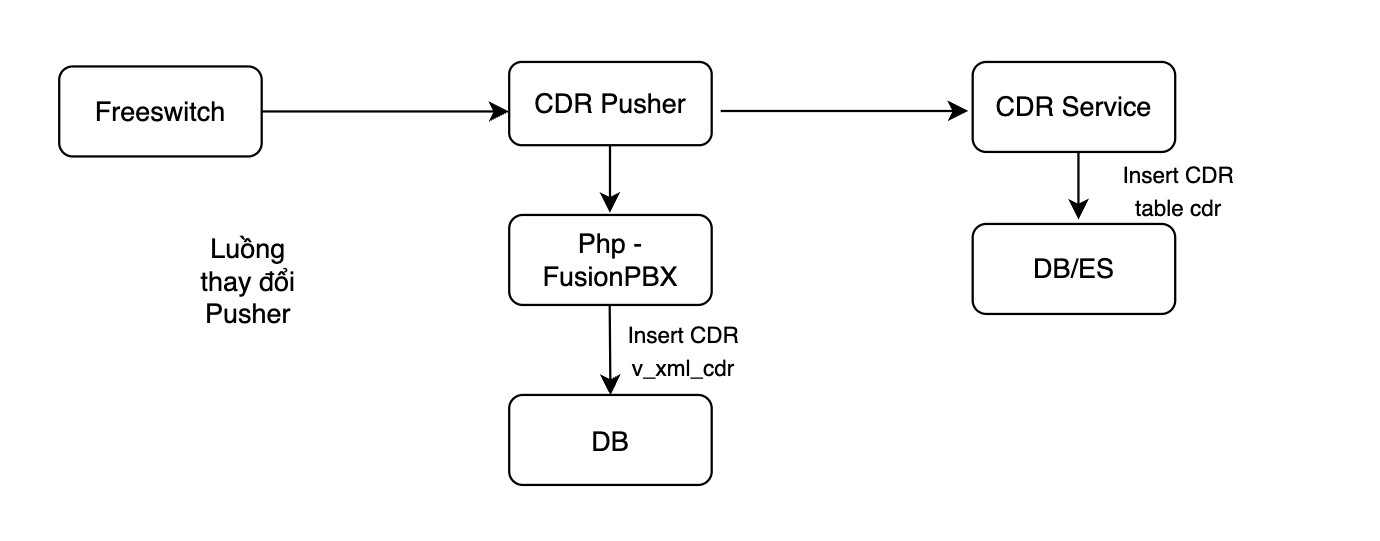 Freeswitch
CDR Pusher
CDR Service
Insert CDR
table cdr
Luồng
thay đổi
Pusher
Php -
FusionPBX
DB/ES
Insert CDR
v_xml_cdr
DB